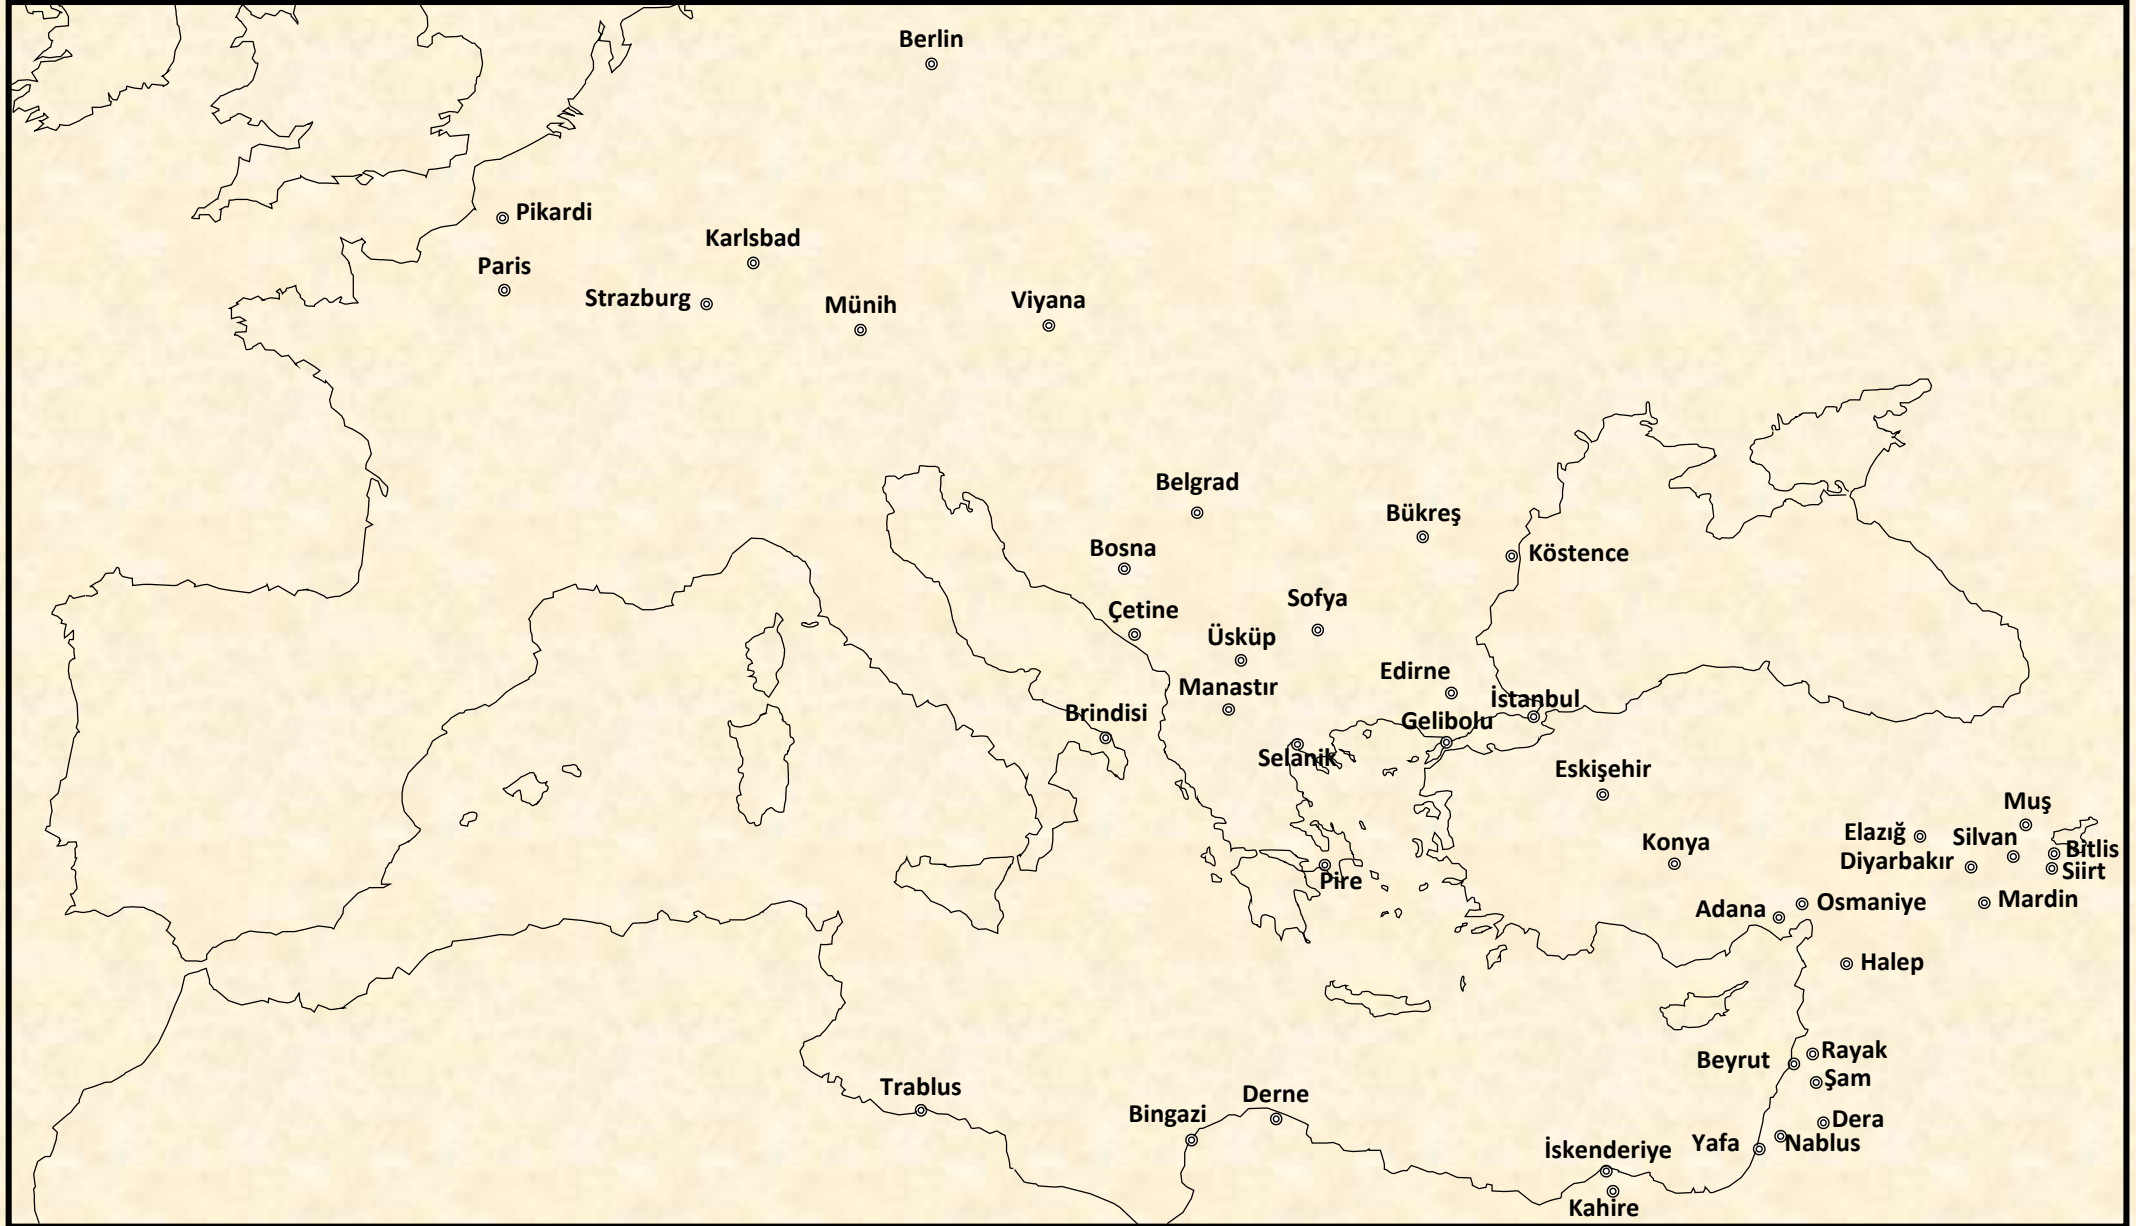 Berlin
Pikardi
Karlsbad
Paris
Strazburg
Münih
Viyana
Belgrad
Bükreş
Bosna
Köstence
Çetine
Sofya
Üsküp
Edirne
Manastır
İstanbul
Brindisi
Gelibolu
Selanik
Eskişehir
Muş
Elazığ
Silvan
Konya
Bitlis
Diyarbakır
Siirt
Pire
Mardin
Osmaniye
Adana
Halep
Rayak
Beyrut
Şam
Trablus
Derne
Bingazi
Dera
Yafa
Nablus
İskenderiye
Kahire